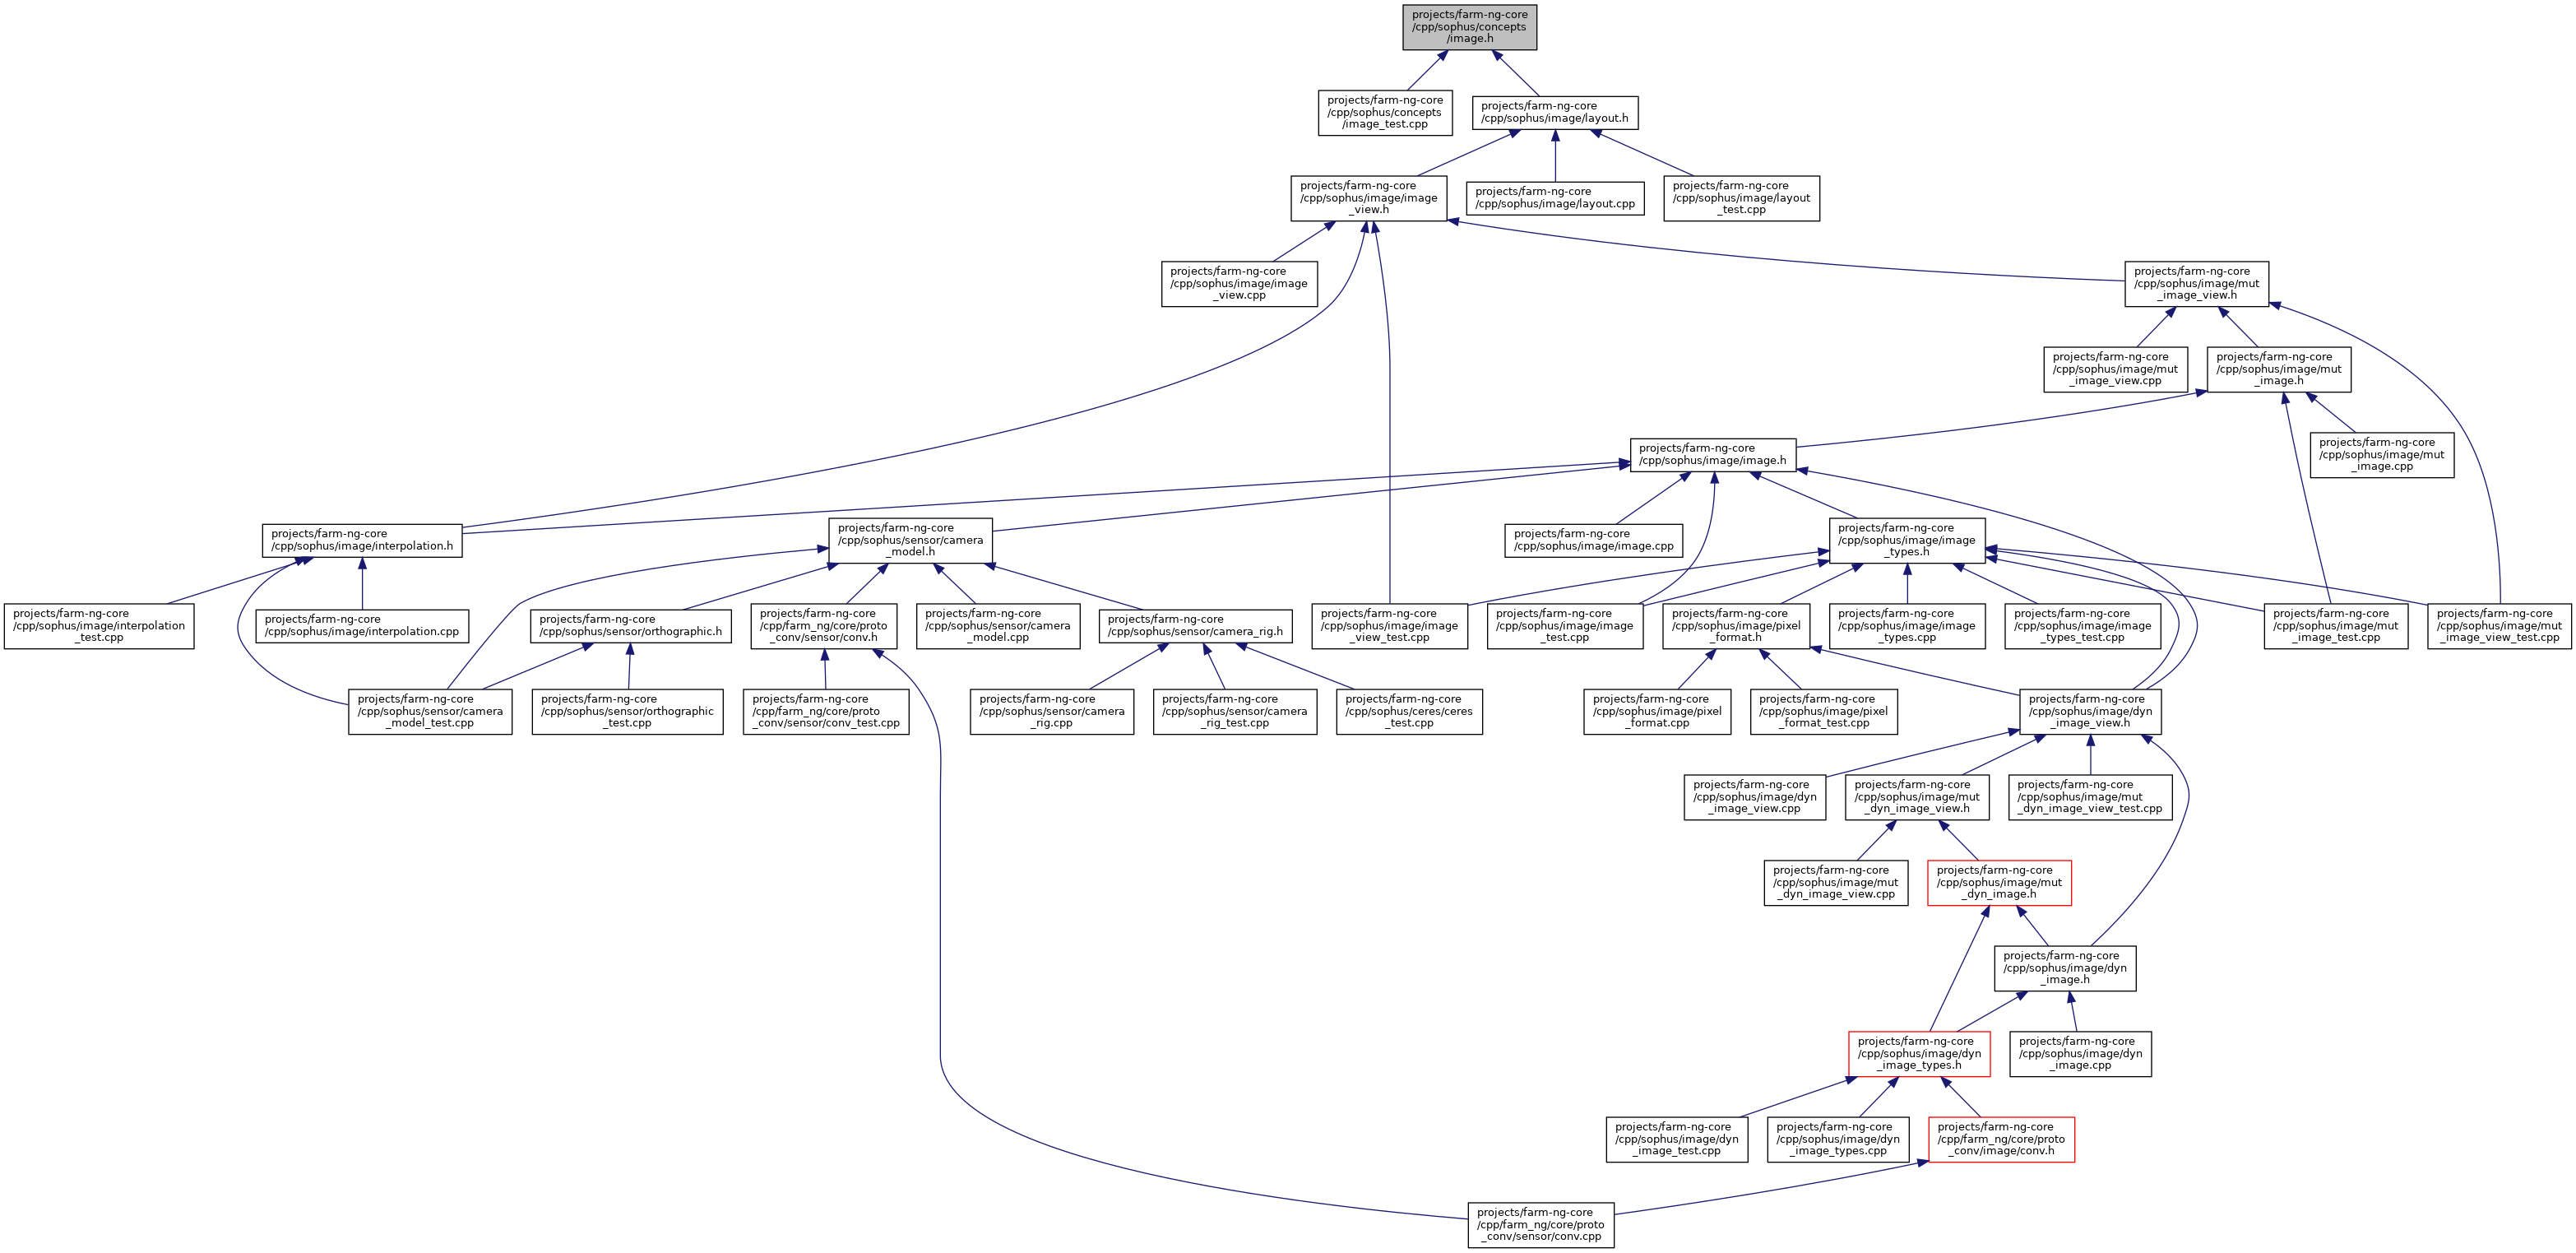 projects/farm-ng-core
/cpp/sophus/concepts
/image.h
projects/farm-ng-core
/cpp/sophus/concepts
/image_test.cpp
projects/farm-ng-core
/cpp/sophus/image/layout.h
projects/farm-ng-core
/cpp/sophus/image/image
_view.h
projects/farm-ng-core
/cpp/sophus/image/layout.cpp
projects/farm-ng-core
/cpp/sophus/image/layout
_test.cpp
projects/farm-ng-core
/cpp/sophus/image/image
_view.cpp
projects/farm-ng-core
/cpp/sophus/image/mut
_image_view.h
projects/farm-ng-core
/cpp/sophus/image/mut
_image_view.cpp
projects/farm-ng-core
/cpp/sophus/image/mut
_image.h
projects/farm-ng-core
/cpp/sophus/image/image.h
projects/farm-ng-core
/cpp/sophus/image/mut
_image.cpp
projects/farm-ng-core
/cpp/sophus/image/interpolation.h
projects/farm-ng-core
/cpp/sophus/sensor/camera
_model.h
projects/farm-ng-core
/cpp/sophus/image/image.cpp
projects/farm-ng-core
/cpp/sophus/image/image
_types.h
projects/farm-ng-core
/cpp/sophus/image/interpolation
_test.cpp
projects/farm-ng-core
/cpp/sophus/image/interpolation.cpp
projects/farm-ng-core
/cpp/sophus/sensor/orthographic.h
projects/farm-ng-core
/cpp/farm_ng/core/proto
_conv/sensor/conv.h
projects/farm-ng-core
/cpp/sophus/sensor/camera
_model.cpp
projects/farm-ng-core
/cpp/sophus/sensor/camera_rig.h
projects/farm-ng-core
/cpp/sophus/image/image
_view_test.cpp
projects/farm-ng-core
/cpp/sophus/image/image
_test.cpp
projects/farm-ng-core
/cpp/sophus/image/pixel
_format.h
projects/farm-ng-core
/cpp/sophus/image/image
_types.cpp
projects/farm-ng-core
/cpp/sophus/image/image
_types_test.cpp
projects/farm-ng-core
/cpp/sophus/image/mut
_image_test.cpp
projects/farm-ng-core
/cpp/sophus/image/mut
_image_view_test.cpp
projects/farm-ng-core
/cpp/sophus/sensor/camera
_model_test.cpp
projects/farm-ng-core
/cpp/sophus/sensor/orthographic
_test.cpp
projects/farm-ng-core
/cpp/farm_ng/core/proto
_conv/sensor/conv_test.cpp
projects/farm-ng-core
/cpp/sophus/sensor/camera
_rig.cpp
projects/farm-ng-core
/cpp/sophus/sensor/camera
_rig_test.cpp
projects/farm-ng-core
/cpp/sophus/ceres/ceres
_test.cpp
projects/farm-ng-core
/cpp/sophus/image/pixel
_format.cpp
projects/farm-ng-core
/cpp/sophus/image/pixel
_format_test.cpp
projects/farm-ng-core
/cpp/sophus/image/dyn
_image_view.h
projects/farm-ng-core
/cpp/sophus/image/dyn
_image_view.cpp
projects/farm-ng-core
/cpp/sophus/image/mut
_dyn_image_view.h
projects/farm-ng-core
/cpp/sophus/image/mut
_dyn_image_view_test.cpp
projects/farm-ng-core
/cpp/sophus/image/mut
_dyn_image_view.cpp
projects/farm-ng-core
/cpp/sophus/image/mut
_dyn_image.h
projects/farm-ng-core
/cpp/sophus/image/dyn
_image.h
projects/farm-ng-core
/cpp/sophus/image/dyn
_image_types.h
projects/farm-ng-core
/cpp/sophus/image/dyn
_image.cpp
projects/farm-ng-core
/cpp/sophus/image/dyn
_image_test.cpp
projects/farm-ng-core
/cpp/sophus/image/dyn
_image_types.cpp
projects/farm-ng-core
/cpp/farm_ng/core/proto
_conv/image/conv.h
projects/farm-ng-core
/cpp/farm_ng/core/proto
_conv/sensor/conv.cpp